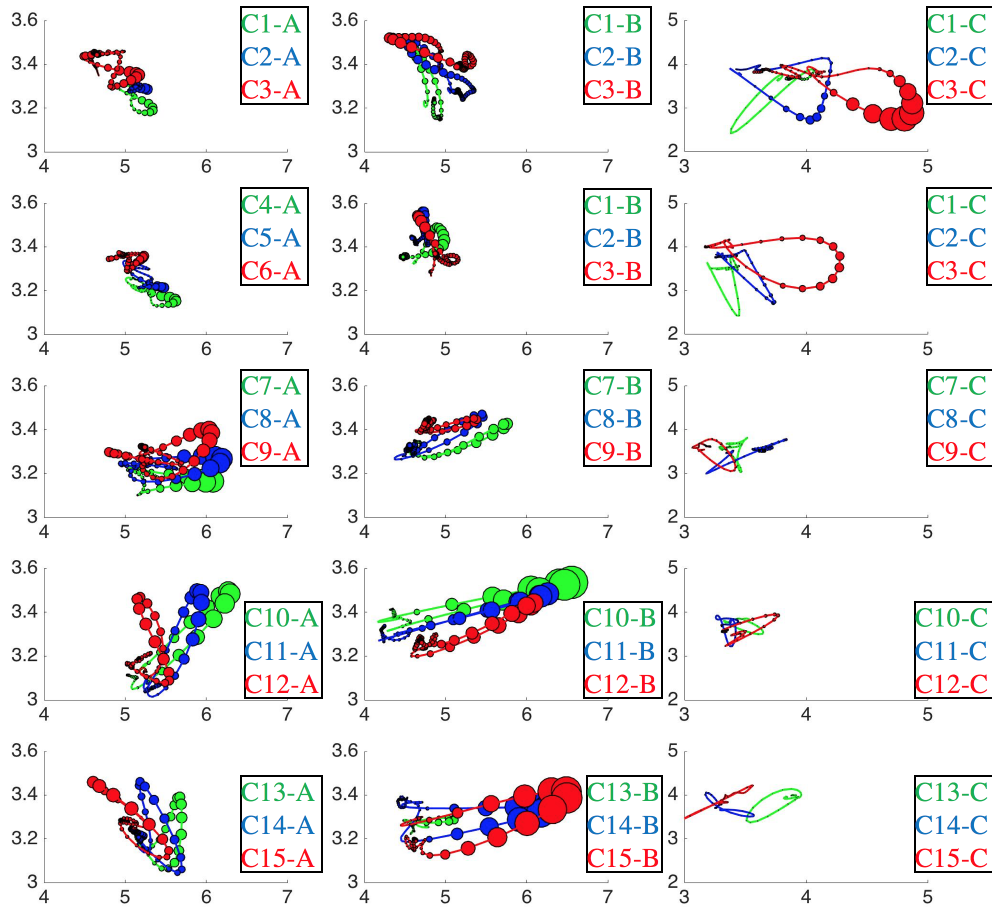 3.6
3.4
3.2
3
4 5 6 7
C1-A
C2-A
C3-A
3.6
3.4
3.2
3
4 5 6 7
C1-B
C2-B
C3-B
5
4
3
2
3 4 5
C1-C
C2-C
C3-C
3.6
3.4
3.2
3
4 5 6 7
C4-A
C5-A
C6-A
3.6
3.4
3.2
3
4 5 6 7
C1-B
C2-B
C3-B
5
4
3
2
3 4 5
C1-C
C2-C
C3-C
3.6
3.4
3.2
3
4 5 6 7
C7-A
C8-A
C9-A
3.6
3.4
3.2
3
4 5 6 7
C7-B
C8-B
C9-B
5
4
3
2
3 4 5
C7-C
C8-C
C9-C
3.6
3.4
3.2
3
4 5 6 7
C10-A
C11-A
C12-A
3.6
3.4
3.2
3
4 5 6 7
C10-B
C11-B
C12-B
5
4
3
2
3 4 5
C10-C
C11-C
C12-C
3.6
3.4
3.2
3
4 5 6 7
C13-A
C14-A
C15-A
3.6
3.4
3.2
3
4 5 6 7
C13-B
C14-B
C15-B
5
4
3
2
3 4 5
C13-C
C14-C
C15-C